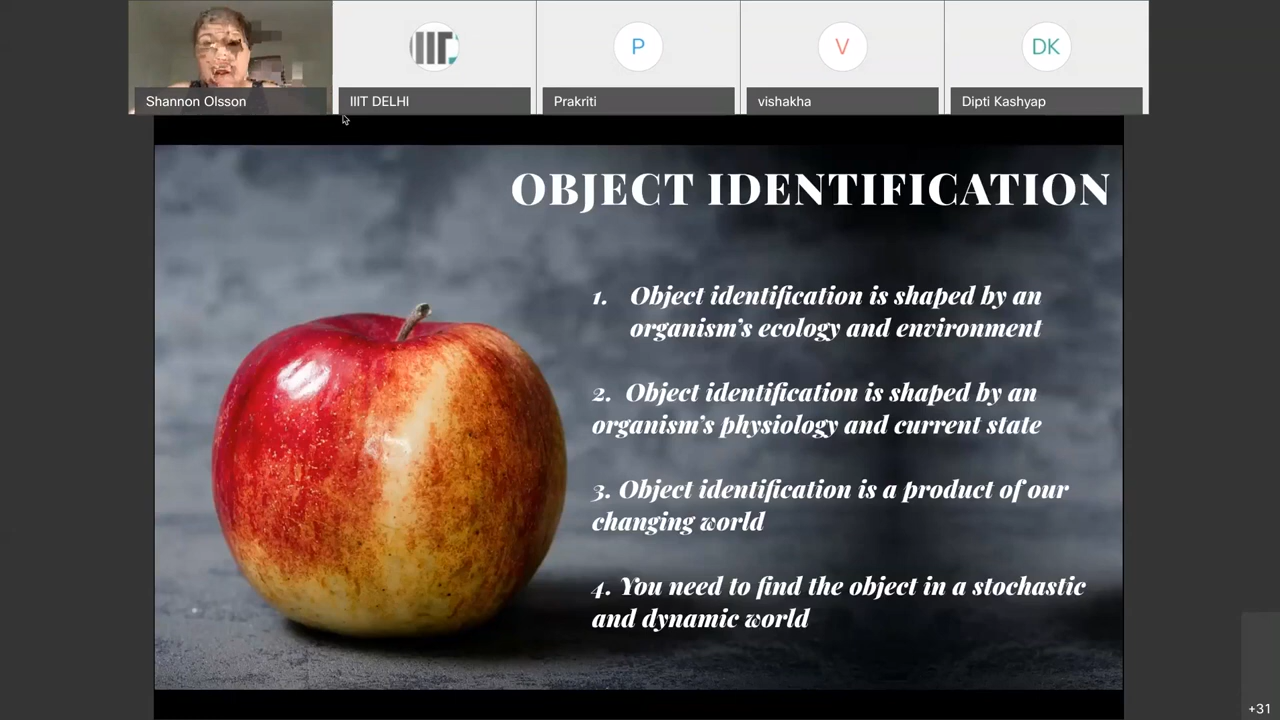 Shannon Olsson
IIIT DELHI
P
Prakriti
V
vishakha
DK
Dipti Kashyap
OBJECT IDENTIFICATION
1. Object identification is shaped by an
organism's ecology and environment
2. Object identification is shaped by an
organism's physiology and current state
3. Object identification is a product of our
changing world
4. You need to find the object in a stochastic
and dynamic world
+31